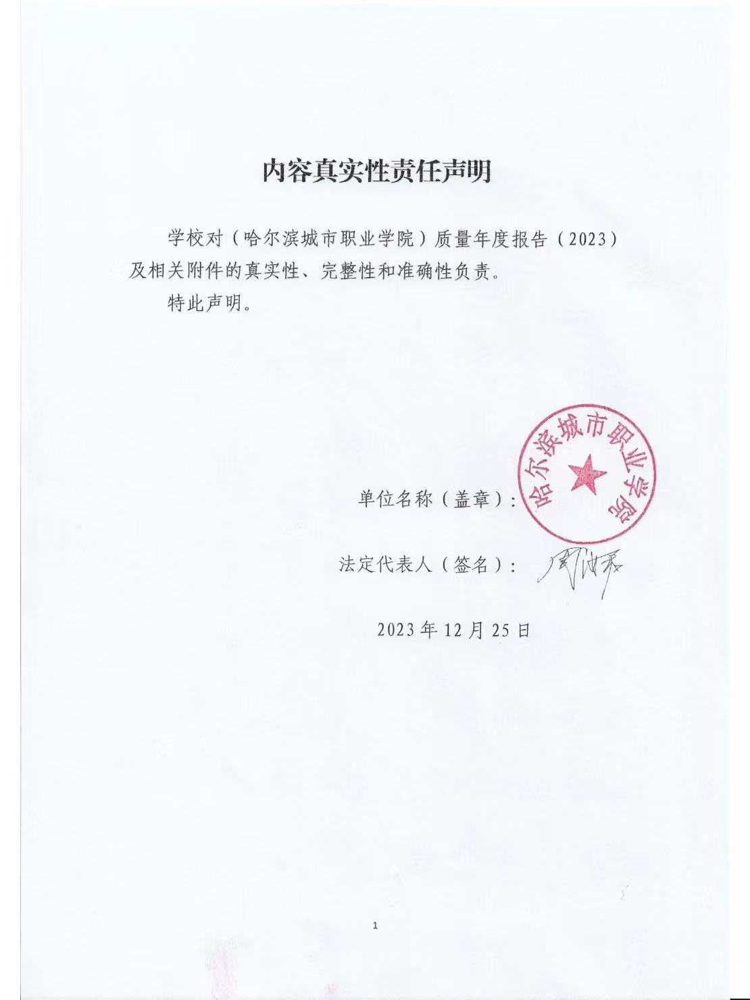 内容真实性责任声明
学校对（哈尔滨城市职业学院）质量年度报告（2023）
及相关附件的真实性、完整性和准确性负责。
特此声明。
哈尔滨城市职业学院
单位名称（盖章）：
法定代表人（签名）：
2023年12月25日
1